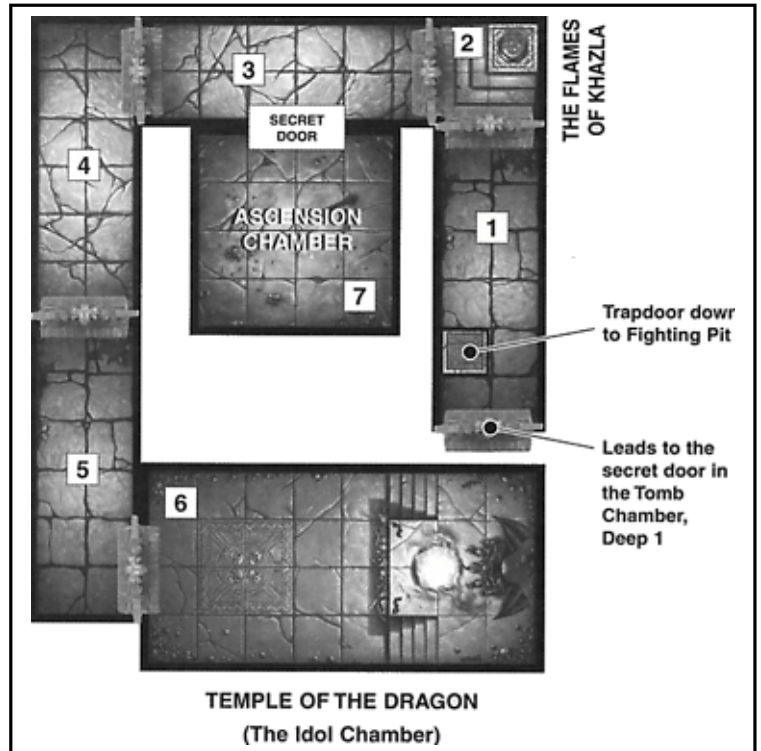 2
THE FLAMES
OF KHAZLA
3
SECRET
DOOR
4
ASCENSION
CHAMBER
1
7
Trapdoor down
to Fighting Pit
5
Leads to the
secret door in
the Tomb
Chamber,
Deep 1
6
TEMPLE OF THE DRAGON
(The Idol Chamber)